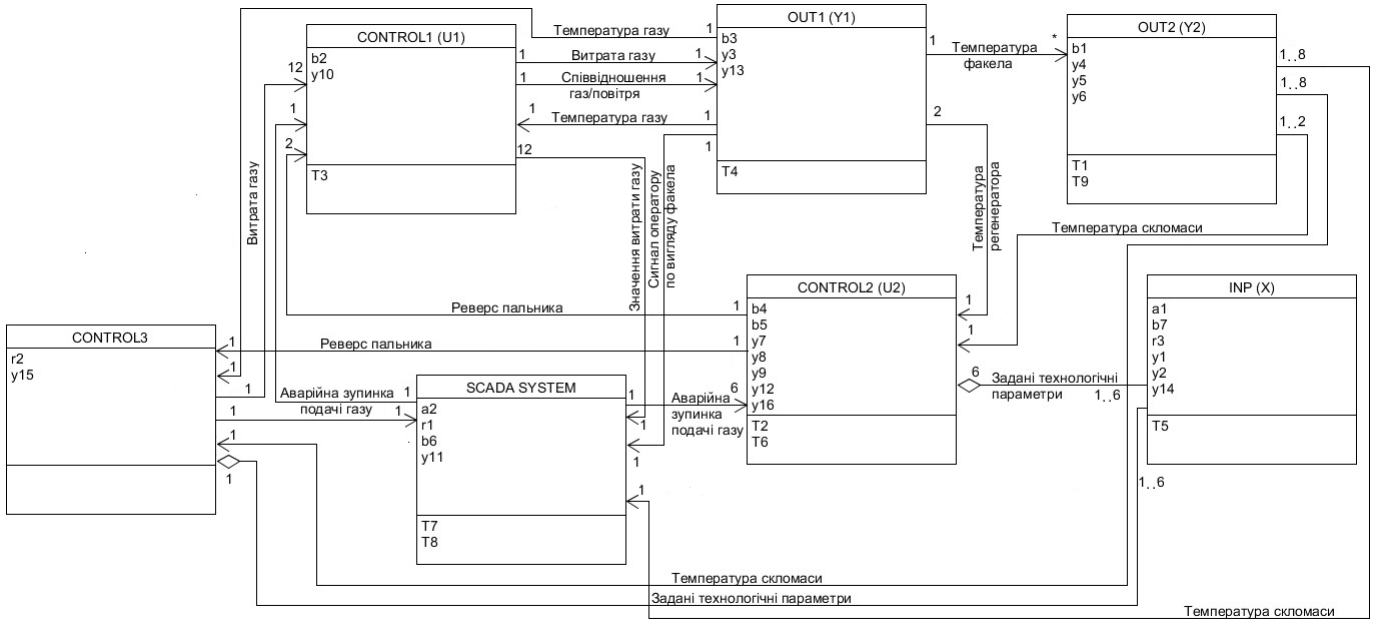 CONTROL1 (U1)
b2
y10
T3
OUT1 (Y1)
b3
y3
y13
T4
OUT2 (Y2)
b1
y4
y5
y6
T1
T9
Температура газу
1
1
Витрата газу
1
1
Співвідношення
газ/повітря
1
1
Температура газу
1
1
1
Температура
факела
*
2
1..8
1..8
1..2
12
1
2
12
Витрата газу
Значення витрати газу
Сигнал оператору
по вигляду факела
Температура
регенератора
Температура скломаси
CONTROL2 (U2)
b4
b5
y7
y8
y9
y12
y16
T2
T6
INP (X)
a1
b7
r3
y1
y2
y14
T5
Реверс пальника
1
1
1
Реверс пальника
1
1
1
CONTROL3
r2
y15
1
1
1
1
1
SCADA SYSTEM
a2
r1
b6
y11
T7
T8
Аварійна зупинка
подачі газу
1
1
1
Аварійна
зупинка
подачі газу
6
1
1
1
6
Задані технологічні
параметри
1..6
1..6
Температура скломаси
Задані технологічні параметри
Температура скломаси